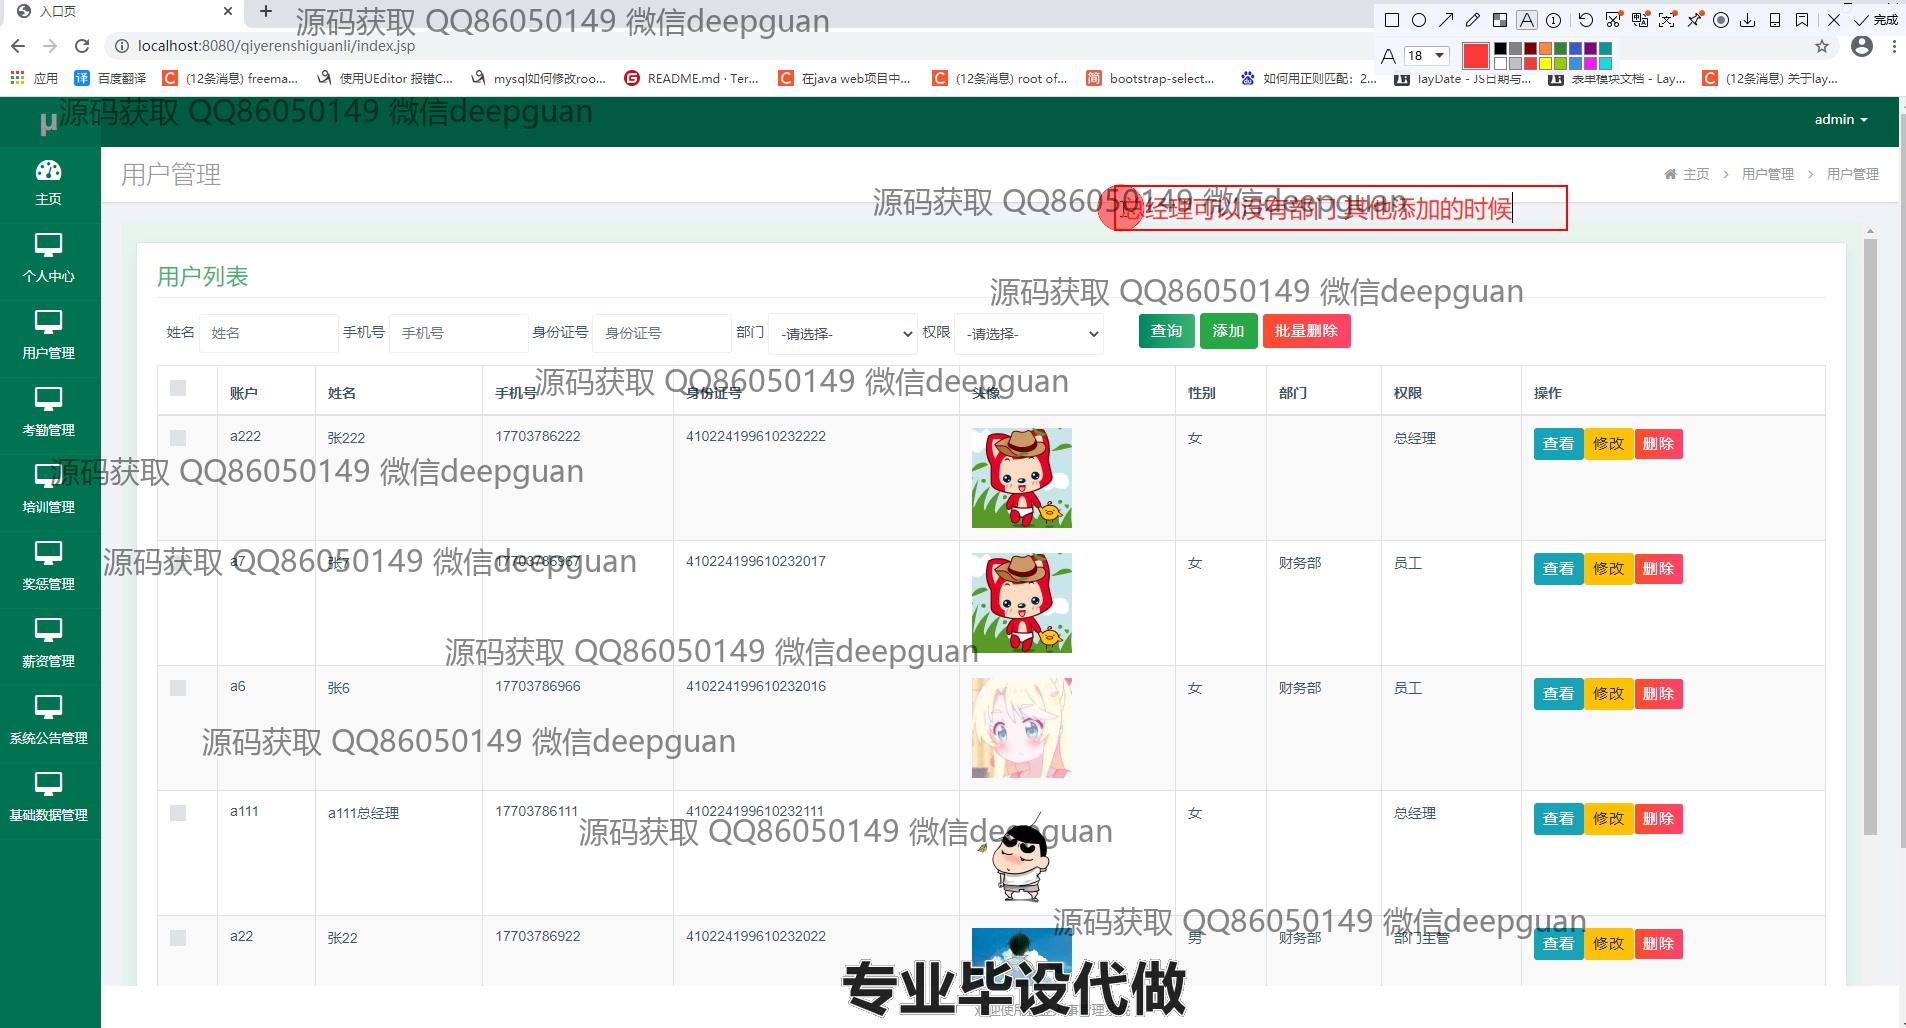 入口页
源码获取 QQ86050149 微信deepguan
完成
localhost:8080/qiyerenshiguanli/index.jsp
18
应用
百度翻译
(12条消息) freema...
使用UEditor 报错C...
mysql如何修改roo...
README.md · Ter...
在java web项目中...
(12条消息) root of...
bootstrap-select...
如何用正则匹配：2...
layDate - JS日期与...
表单模块文档 - Lay...
(12条消息) 关于lay...
源码获取 QQ86050149 微信deepguan
μ
admin
主页
用户管理
主页 > 用户管理 > 用户管理
源码获取 QQ86050149 微信deepguan
总经理可以没有部门 其他添加的时候
个人中心
用户列表
源码获取 QQ86050149 微信deepguan
姓名 姓名 手机号 手机号 身份证号 身份证号 部门 -请选择- 权限 -请选择- 查询 添加 批量删除
用户管理
源码获取 QQ86050149 微信deepguan
账户 姓名 手机号 身份证号 头像 性别 部门 权限 操作
考勤管理
a222 张222 17703786222 410224199610232222 女 总经理 查看 修改 删除
源码获取 QQ86050149 微信deepguan
培训管理
源码获取 QQ86050149 微信deepguan
a7 张7 17703786967 410224199610232017 女 财务部 员工 查看 修改 删除
奖惩管理
源码获取 QQ86050149 微信deepguan
薪资管理
a6 张6 17703786966 410224199610232016 女 财务部 员工 查看 修改 删除
系统公告管理
源码获取 QQ86050149 微信deepguan
a111 a111总经理 17703786111 410224199610232111 女 总经理 查看 修改 删除
基础数据管理
源码获取 QQ86050149 微信deepguan
源码获取 QQ86050149 微信deepguan
a22 张22 17703786922 410224199610232022 男 财务部 部门主管 查看 修改 删除
专业毕设代做